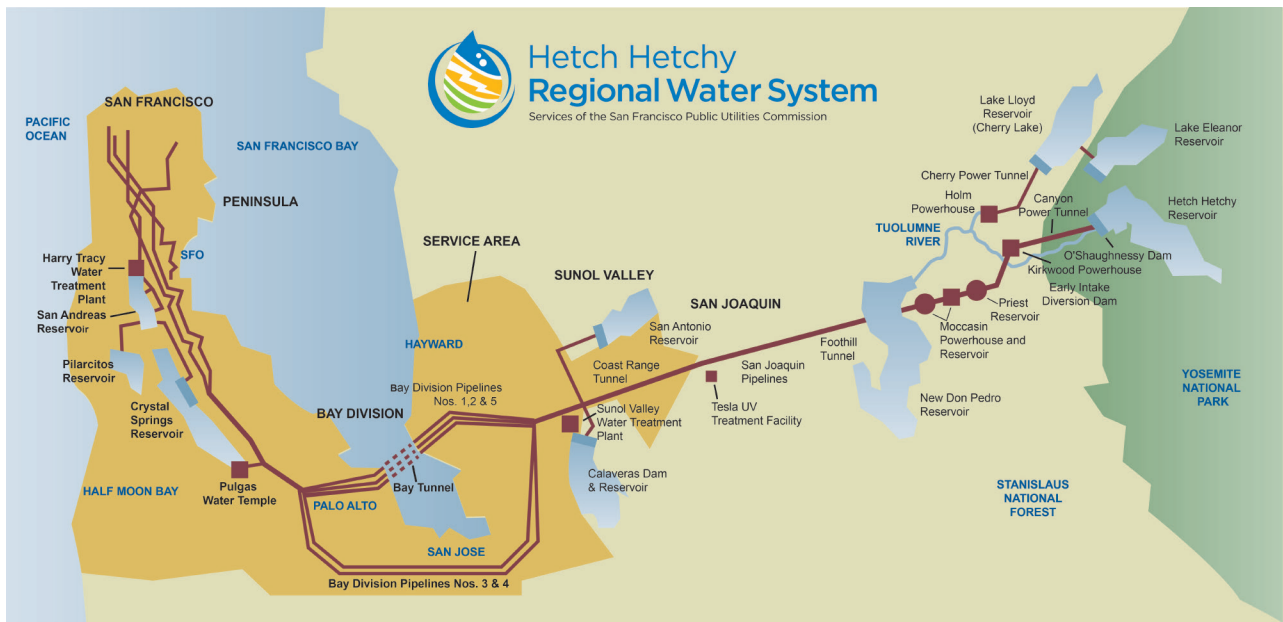 Hetch Hetchy
Regional Water System
Services of the San Francisco Public Utilities Commission
SAN FRANCISCO
PACIFIC
OCEAN
SAN FRANCISCO BAY
PENINSULA
SFO
Harry Tracy
Water
Treatment
Plant
San Andreas
Reservoir
Pilarcitos
Reservoir
Crystal
Springs
Reservoir
HALF MOON BAY
Pulgas
Water Temple
PALO ALTO
SAN JOSE
Bay Division Pipelines Nos. 3 & 4
Bay Tunnel
BAY DIVISION
Bay Division Pipelines
Nos. 1,2 & 5
HAYWARD
SERVICE AREA
SUNOL VALLEY
San Antonio
Reservoir
Coast Range
Tunnel
Sunol Valley
Water Treatment
Plant
Calaveras Dam
& Reservoir
SAN JOAQUIN
San Joaquin
Pipelines
Tesla UV
Treatment Facility
Foothill
Tunnel
New Don Pedro
Reservoir
Moccasin
Powerhouse and
Reservoir
Priest
Reservoir
Early Intake
Diversion Dam
Kirkwood Powerhouse
O'Shaughnessy Dam
TUOLUMNE
RIVER
Holm
Powerhouse
Canyon
Power Tunnel
Cherry Power Tunnel
Lake Lloyd
Reservoir
(Cherry Lake)
Lake Eleanor
Reservoir
Hetch Hetchy
Reservoir
YOSEMITE
NATIONAL
PARK
STANISLAUS
NATIONAL
FOREST